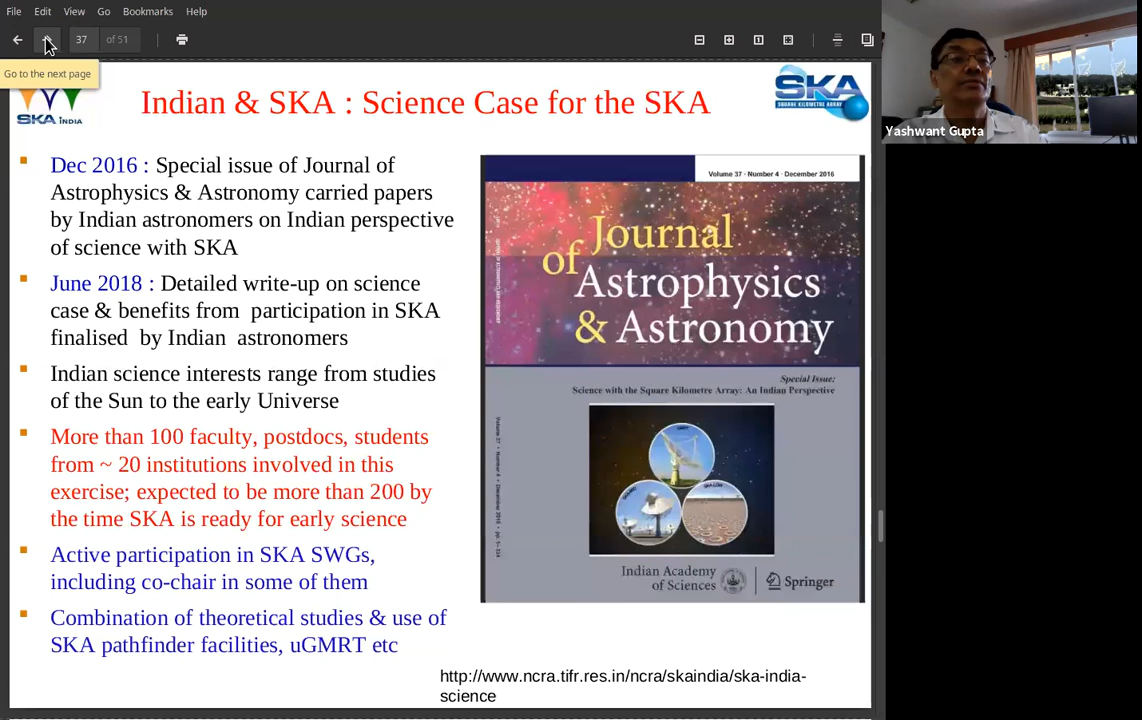 File Edit View Go Bookmarks Help
37 of 51
Go to the next page
SKA INDIA
Indian & SKA : Science Case for the SKA
SKA
SQUARE KILOMETRE ARRAY
Yashwant Gupta
Dec 2016 : Special issue of Journal of
Astrophysics & Astronomy carried papers
by Indian astronomers on Indian perspective
of science with SKA
June 2018 : Detailed write-up on science
case & benefits from participation in SKA
finalised by Indian astronomers
Indian science interests range from studies
of the Sun to the early Universe
More than 100 faculty, postdocs, students
from ~ 20 institutions involved in this
exercise; expected to be more than 200 by
the time SKA is ready for early science
Active participation in SKA SWGs,
including co-chair in some of them
Combination of theoretical studies & use of
SKA pathfinder facilities, uGMRT etc
Volume 37 · Number 4 · December 2016
Journal
of Astrophysics
& Astronomy
Special Issue:
Science with the Square Kilometre Array: An Indian Perspective
Indian Academy
of Sciences
Springer
http://www.ncra.tifr.res.in/ncra/skaindia/ska-india-
science